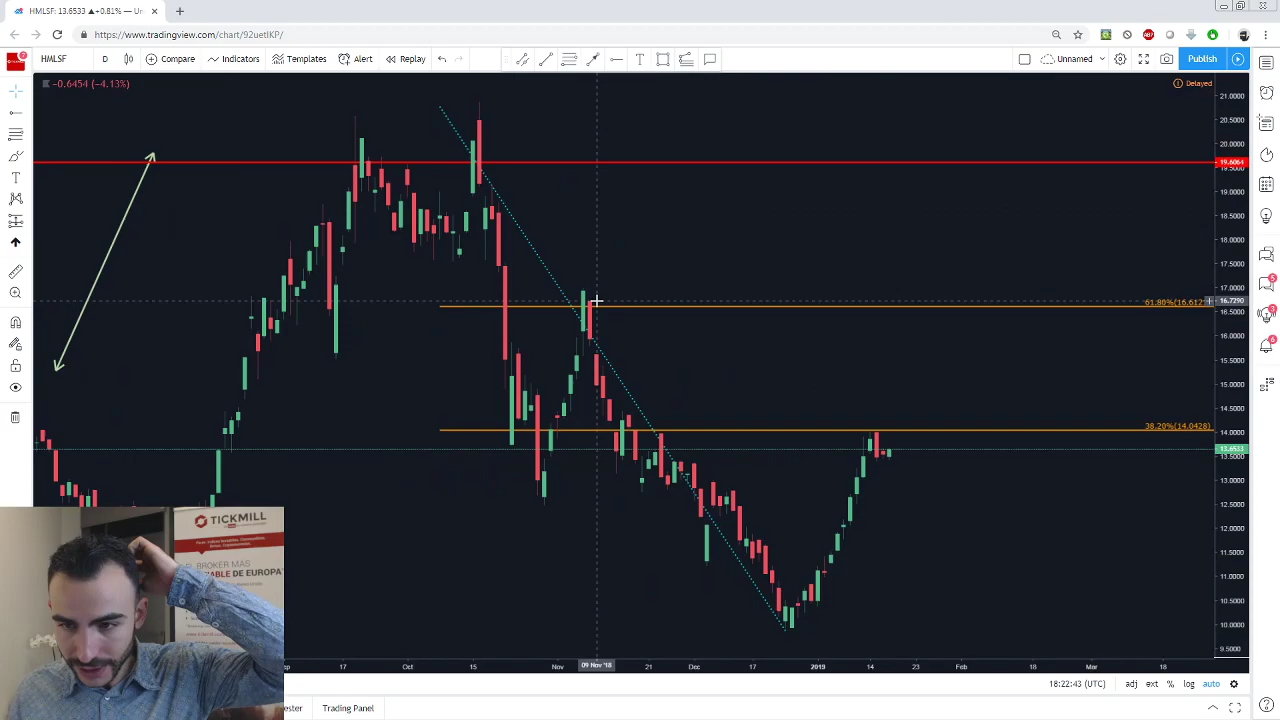 HMLSF: 13.6533 ▲+0.81% — Un
https://www.tradingview.com/chart/92uetIKP/
HMLSF
D
Compare
Indicators
Templates
Alert
Replay
Unnamed
Publish
−0.6454 (−4.13%)
Delayed
21.0000
20.5000
20.0000
19.6064
19.5000
19.0000
18.5000
18.0000
17.5000
17.0000
61.80%(16.612
16.7290
16.5000
16.0000
15.5000
15.0000
14.5000
38.20%(14.0428)
14.0000
13.6533
13.5000
13.0000
12.5000
12.0000
11.5000
11.0000
10.5000
10.0000
9.5000
TICKMILL
BROKER MAS
DE EUROPA
17
Oct
15
Nov
09 Nov '18
21
Dec
17
2019
14
23
Feb
18
Mar
18
18:22:43 (UTC)
adj
ext
%
log
auto
ester
Trading Panel